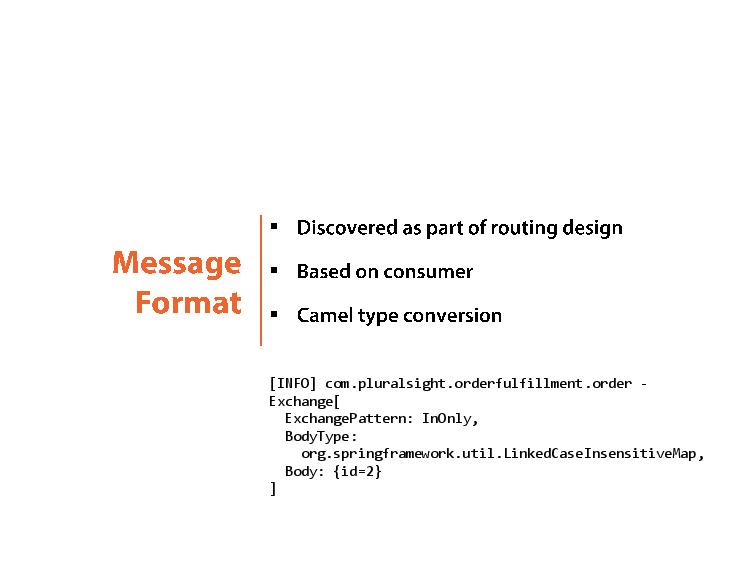 Message
Format
▪ Discovered as part of routing design
▪ Based on consumer
▪ Camel type conversion
[INFO] com.pluralsight.orderfulfillment.order -
Exchange[
  ExchangePattern: InOnly,
  BodyType:
    org.springframework.util.LinkedCaseInsensitiveMap,
  Body: {id=2}
]